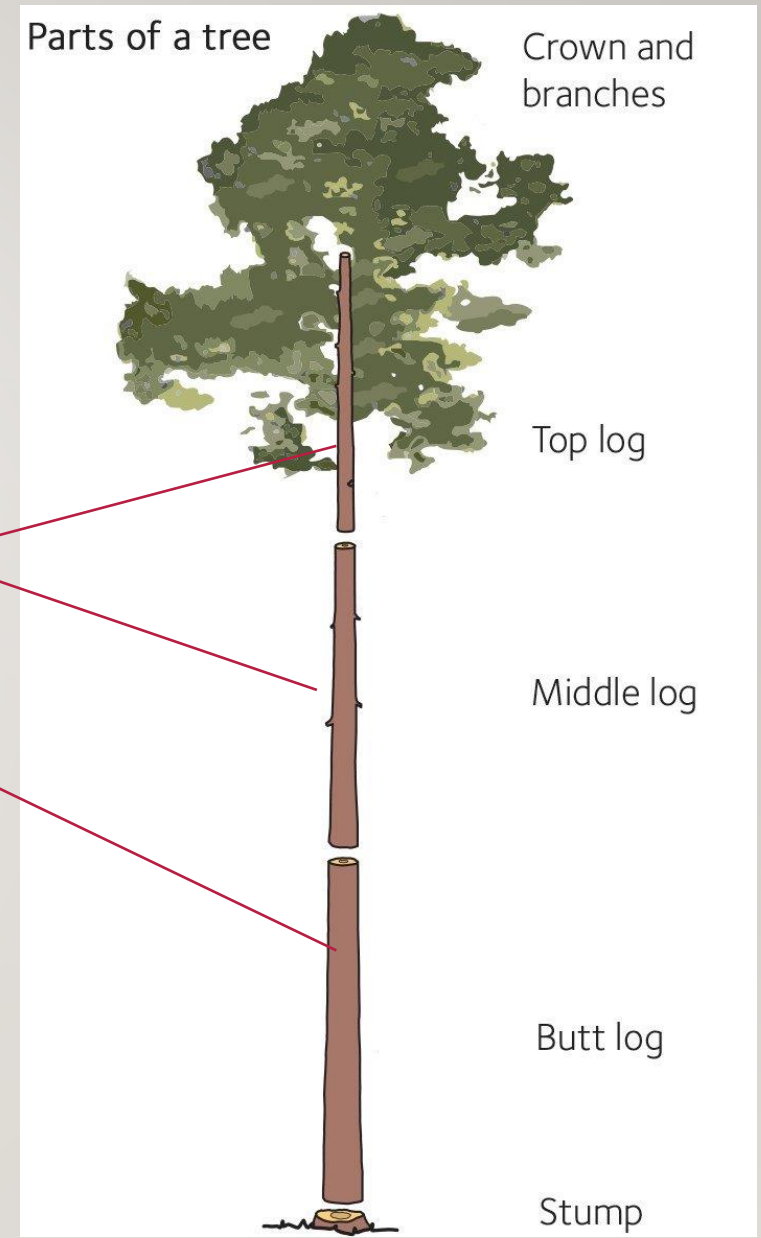 Parts of a tree
Crown and
branches
Top log
Middle log
Butt log
Stump